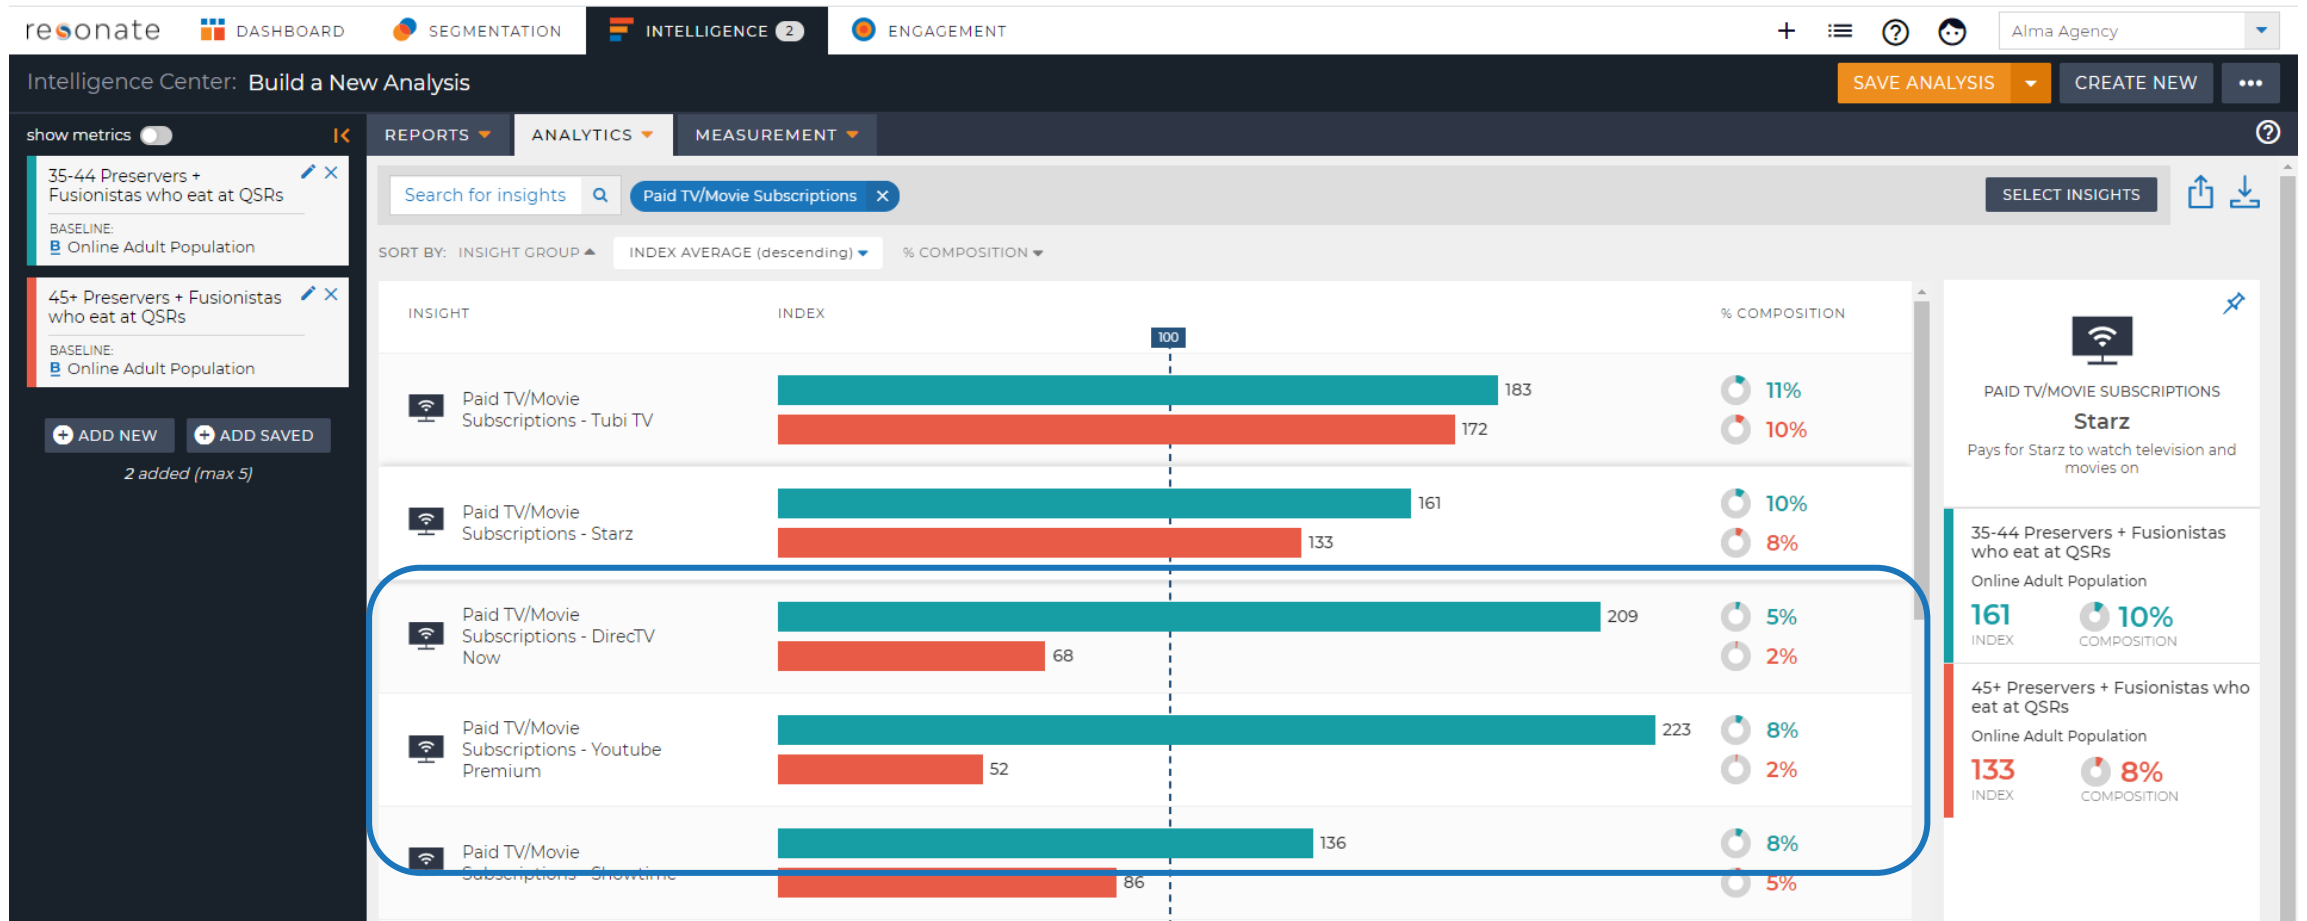 resonate DASHBOARD SEGMENTATION INTELLIGENCE 2 ENGAGEMENT Alma Agency
Intelligence Center: Build a New Analysis SAVE ANALYSIS CREATE NEW
show metrics REPORTS ANALYTICS MEASUREMENT
35-44 Preservers +
Fusionistas who eat at QSRs
BASELINE:
B Online Adult Population
45+ Preservers + Fusionistas
who eat at QSRs
BASELINE:
B Online Adult Population
ADD NEW ADD SAVED
2 added (max 5)
Search for insights Paid TV/Movie Subscriptions SELECT INSIGHTS
SORT BY: INSIGHT GROUP INDEX AVERAGE (descending) % COMPOSITION
INSIGHT INDEX % COMPOSITION
100
Paid TV/Movie
Subscriptions - Tubi TV
183 11%
172 10%
Paid TV/Movie
Subscriptions - Starz
161 10%
133 8%
Paid TV/Movie
Subscriptions - DirecTV
Now
209 5%
68 2%
Paid TV/Movie
Subscriptions - Youtube
Premium
223 8%
52 2%
Paid TV/Movie
Subscriptions - Showtime
136 8%
86 5%
PAID TV/MOVIE SUBSCRIPTIONS
Starz
Pays for Starz to watch television and
movies on
35-44 Preservers + Fusionistas
who eat at QSRs
Online Adult Population
161 10%
INDEX COMPOSITION
45+ Preservers + Fusionistas who
eat at QSRs
Online Adult Population
133 8%
INDEX COMPOSITION